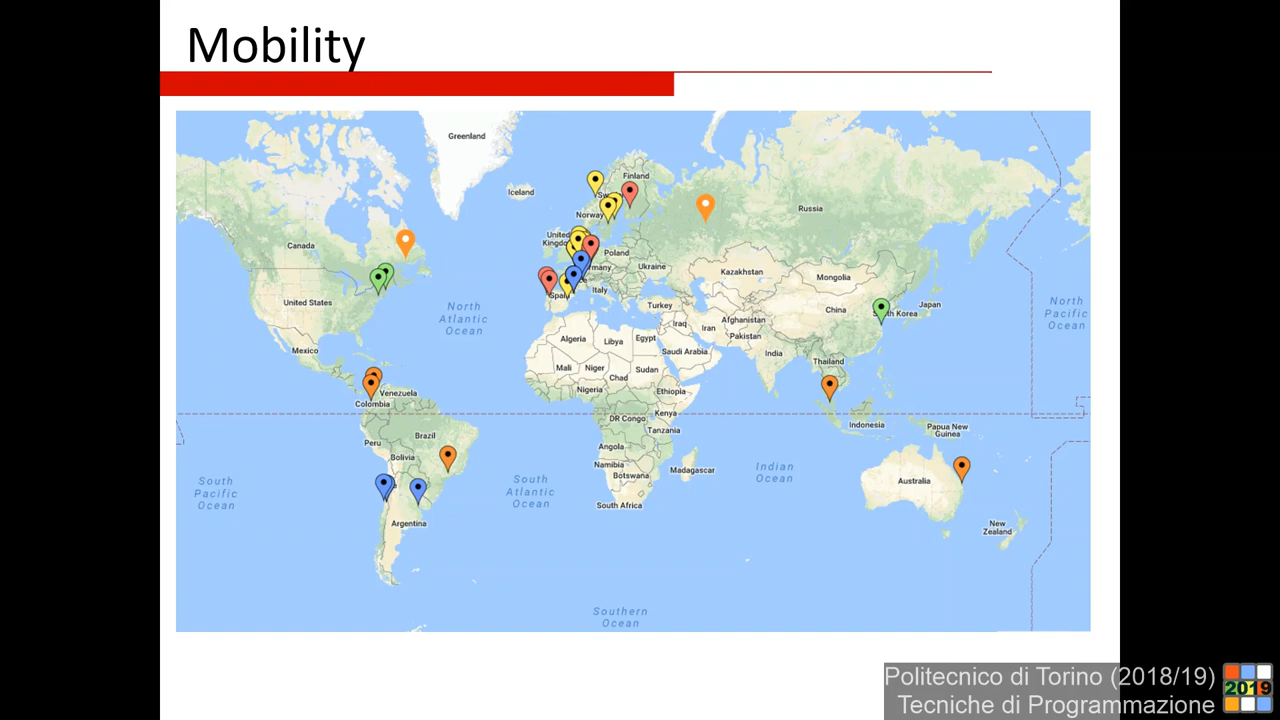 Mobility
Greenland
Iceland
Finland
Norway
Russia
United
Kingdom
Poland
Ukraine
Canada
Kazakhstan
Mongolia
Italy
United States
North
Atlantic
Ocean
Turkey
China
Japan
North
Pacific
Ocean
Afghanistan
Iraq
Iran
Pakistan
Algeria
Libya
Egypt
Saudi Arabia
India
Mexico
Thailand
Mali
Niger
Chad
Sudan
Nigeria
Ethiopia
Venezuela
Colombia
DR Congo
Kenya
Tanzania
Indonesia
Papua New
Guinea
Peru
Brazil
Bolivia
Angola
Namibia
Botswana
Madagascar
Indian
Ocean
Australia
South
Pacific
Ocean
South
Atlantic
Ocean
South Africa
Argentina
New
Zealand
Southern
Ocean
Politecnico di Torino (2018/19)
Tecniche di Programmazione
2019